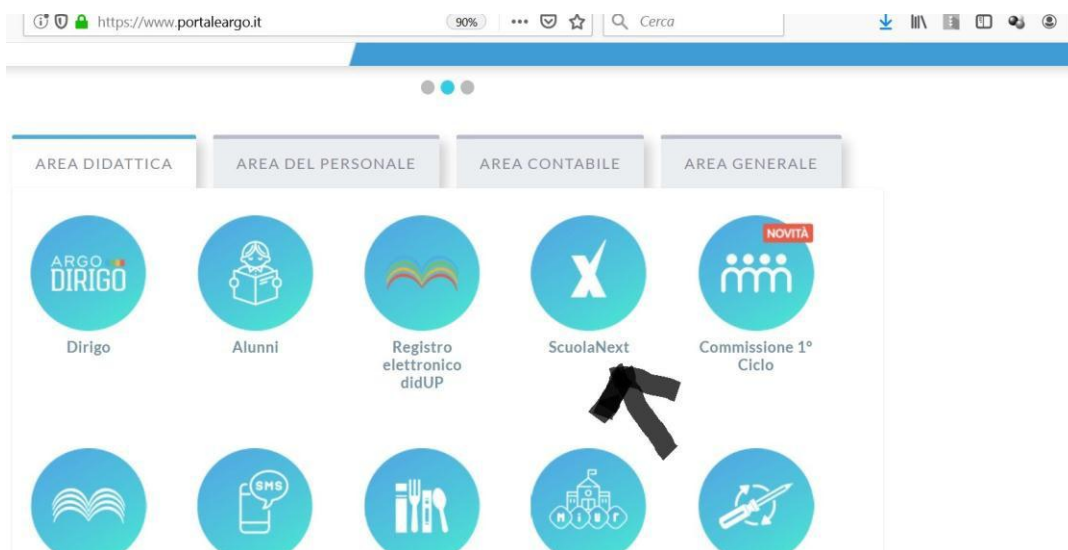 https://www.portaleargo.it
90%
Cerca
AREA DIDATTICA
AREA DEL PERSONALE
AREA CONTABILE
AREA GENERALE
ARGO
DIRIGO
NOVITÀ
Dirigo
Alunni
Registro
elettronico
didUP
ScuolaNext
Commissione 1°
Ciclo
SMS
M I U R